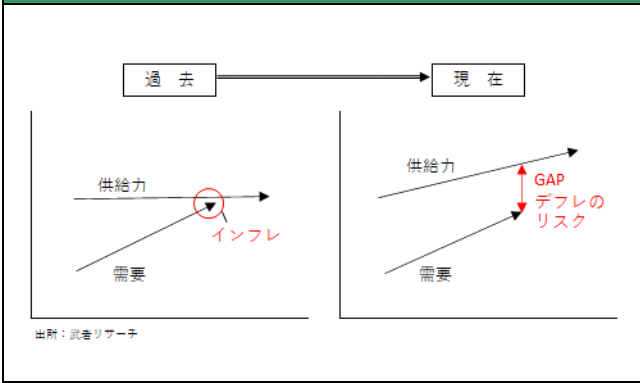 過 去
現 在
供給力
インフレ
需要
供給力
GAP
デフレの
リスク
需要
出所：武者リサーチ